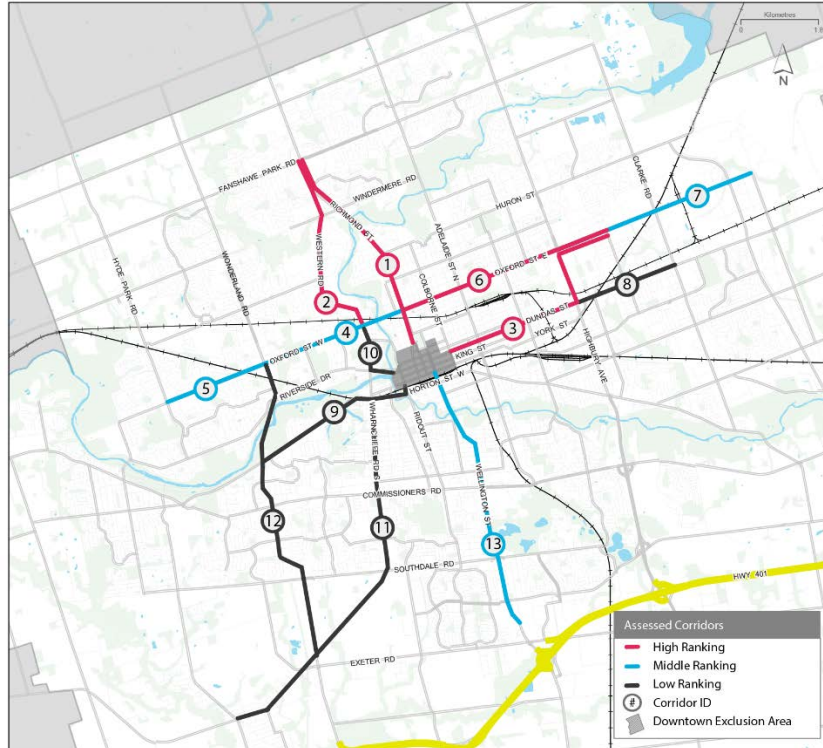 Kilometres
0
N
FANSHAWE PARK RD
WINDERMERE RD
RICHMOND ST
CLARKE RD
HURON ST
WESTERN RD
ADELAIDE ST N
HYDE PARK RD
WONDERLAND RD
7
1
COLBORNE ST
OXFORD ST E
6
8
2
4
DUNDAS ST
3
YORK ST
HIGHBURY AVE
OXFORD ST W
10
KING ST
5
RIVERSIDE DR
HORTON ST W
9
RIDOUT ST
WHARNCLIFFE RD S
WELLINGTON ST
COMMISSIONERS RD
12
11
13
SOUTHDALE RD
HWY 401
EXETER RD
Assessed Corridors
High Ranking
Middle Ranking
Low Ranking
# Corridor ID
Downtown Exclusion Area